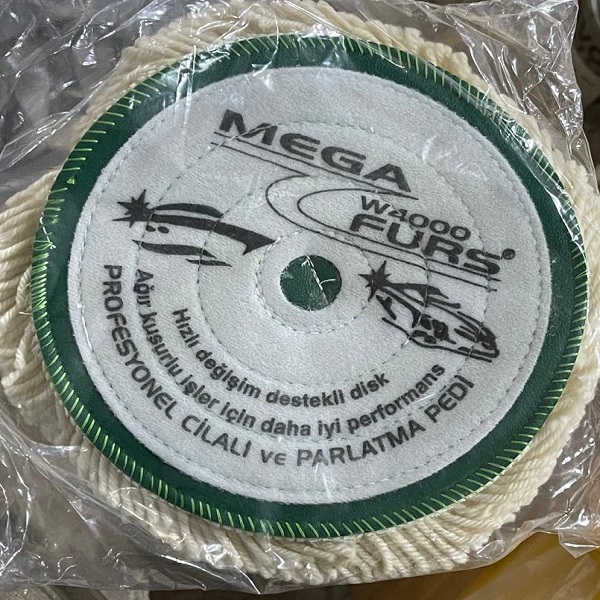 MEGA
W4000
FURS®
Hızlı değişim destekli disk
Ağır kusurlu işler için daha iyi performans
PROFESYONEL CİLALI ve PARLATMA PEDİ